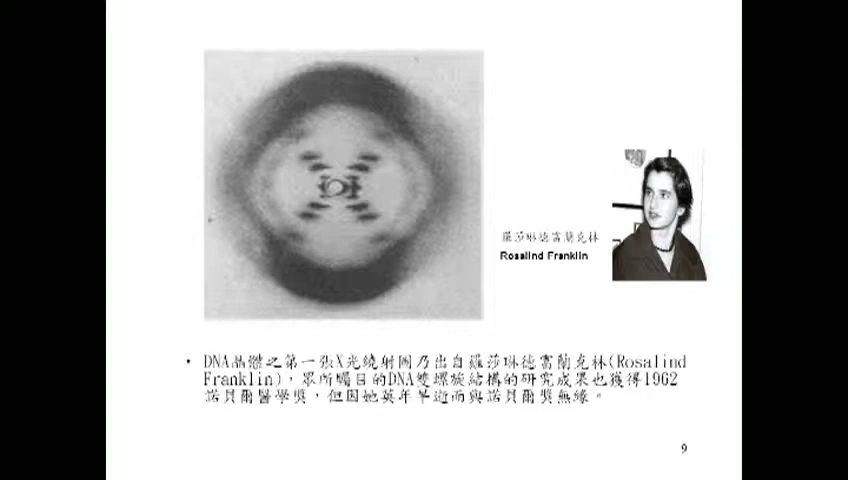 羅莎琳德富蘭克林
Rosalind Franklin
• DNA晶體之第一張X光繞射圖乃出自羅莎琳德富蘭克林(Rosalind
Franklin)，眾所矚目的DNA雙螺旋結構的研究成果也獲得1962
諾貝爾醫學獎，但因她英年早逝而與諾貝爾獎無緣。
9